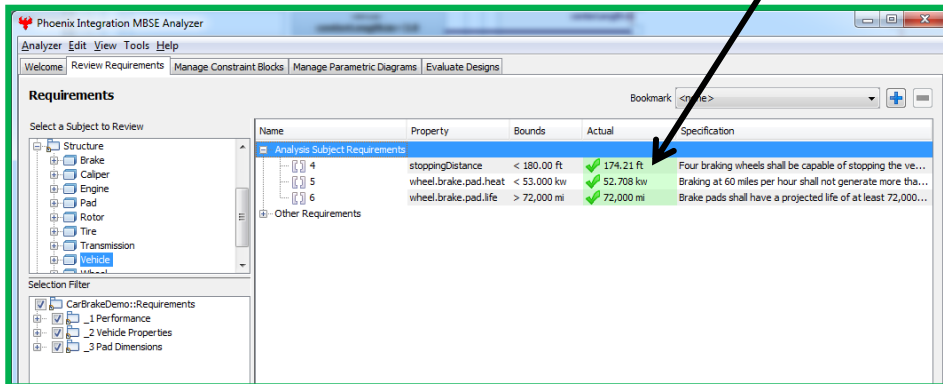 Phoenix Integration MBSE Analyzer
Analyzer Edit View Tools Help
Welcome Review Requirements Manage Constraint Blocks Manage Parametric Diagrams Evaluate Designs
Requirements
Bookmark <none>
Select a Subject to Review
Structure
Brake
Caliper
Engine
Pad
Rotor
Tire
Transmission
Vehicle
Wheel
Name Property Bounds Actual Specification
Analysis Subject Requirements
4 stoppingDistance < 180.00 ft 174.21 ft Four braking wheels shall be capable of stopping the ve...
5 wheel.brake.pad.heat < 53.000 kw 52.708 kw Braking at 60 miles per hour shall not generate more tha...
6 wheel.brake.pad.life > 72,000 mi 72,000 mi Brake pads shall have a projected life of at least 72,000...
Other Requirements
Selection Filter
CarBrakeDemo::Requirements
_1 Performance
_2 Vehicle Properties
_3 Pad Dimensions